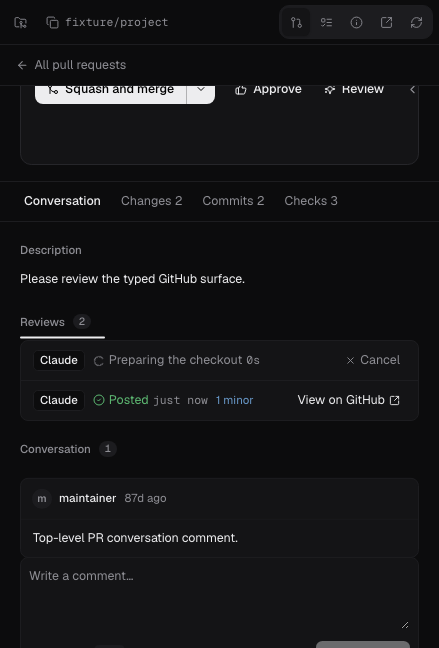 fixture/project
All pull requests
Squash and merge Approve Review
Conversation Changes 2 Commits 2 Checks 3
Description
Please review the typed GitHub surface.
Reviews 2
Claude Preparing the checkout 0s Cancel
Claude Posted just now 1 minor View on GitHub
Conversation 1
m maintainer 87d ago
Top-level PR conversation comment.
Write a comment...